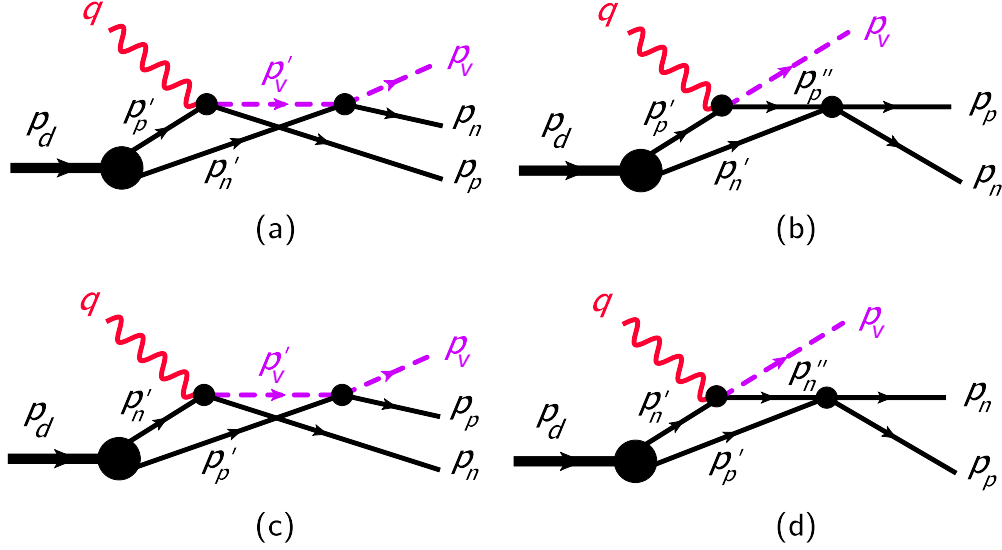 q
p_v'
p_v
p_p'
p_d
p_n
p_n'
p_p
(a)
q
p_v
p_p''
p_p'
p_p
p_d
p_n'
p_n
(b)
q
p_v'
p_v
p_n'
p_d
p_p
p_p'
p_n
(c)
q
p_v
p_n''
p_n'
p_n
p_d
p_p'
p_p
(d)